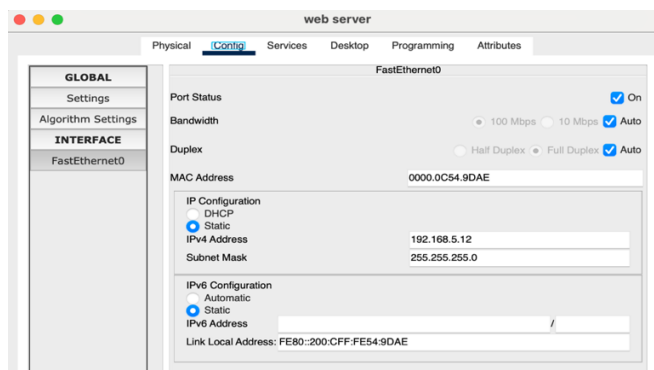 web server
Physical Config Services Desktop Programming Attributes
GLOBAL
Settings
Algorithm Settings
INTERFACE
FastEthernet0
FastEthernet0
Port Status On
Bandwidth 100 Mbps 10 Mbps Auto
Duplex Half Duplex Full Duplex Auto
MAC Address 0000.0C54.9DAE
IP Configuration
DHCP
Static
IPv4 Address 192.168.5.12
Subnet Mask 255.255.255.0
IPv6 Configuration
Automatic
Static
IPv6 Address /
Link Local Address: FE80::200:CFF:FE54:9DAE